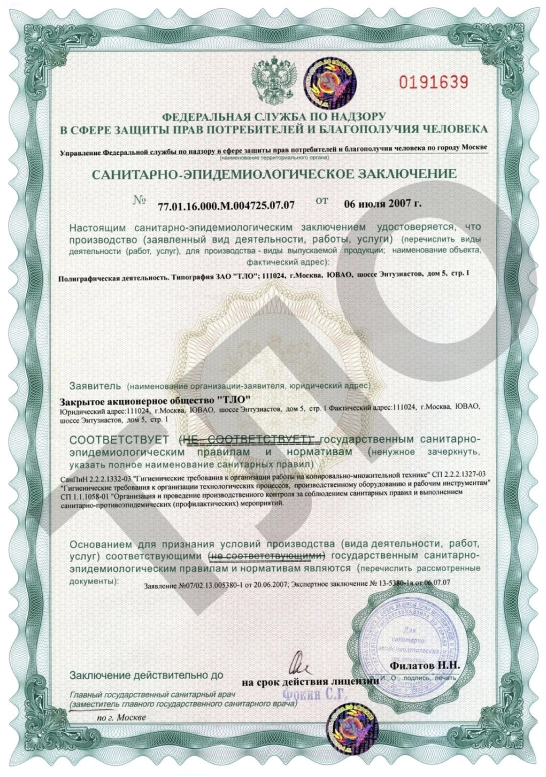 0191639
ФЕДЕРАЛЬНАЯ СЛУЖБА ПО НАДЗОРУ
В СФЕРЕ ЗАЩИТЫ ПРАВ ПОТРЕБИТЕЛЕЙ И БЛАГОПОЛУЧИЯ ЧЕЛОВЕКА
Управление Федеральной службы по надзору в сфере защиты прав потребителей и благополучия человека по городу Москве
(наименование территориального органа)
САНИТАРНО-ЭПИДЕМИОЛОГИЧЕСКОЕ ЗАКЛЮЧЕНИЕ
№ 77.01.16.000.М.004725.07.07 от 06 июля 2007 г.
Настоящим санитарно-эпидемиологическим заключением удостоверяется, что
производство (заявленный вид деятельности, работы, услуги) (перечислить виды
деятельности (работ, услуг), для производства - виды выпускаемой продукции; наименование объекта,
фактический адрес):
Полиграфическая деятельность. Типография ЗАО "ТЛО"; 111024, г.Москва, ЮВАО, шоссе Энтузиастов, дом 5, стр. 1
Заявитель (наименование организации-заявителя, юридический адрес)
Закрытое акционерное общество "ТЛО"
Юридический адрес:111024, г.Москва, ЮВАО, шоссе Энтузиастов, дом 5, стр. 1 Фактический адрес:111024, г.Москва, ЮВАО,
шоссе Энтузиастов, дом 5, стр. 1
СООТВЕТСТВУЕТ (НЕ СООТВЕТСТВУЕТ) государственным санитарно-
эпидемиологическим правилам и нормативам (ненужное зачеркнуть,
указать полное наименование санитарных правил)
СанПиН 2.2.2.1332-03 "Гигиенические требования к организации работы на копировально-множительной технике" СП 2.2.2.1327-03
"Гигиенические требования к организации технологических процессов, производственному оборудованию и рабочим инструментам"
СП 1.1.1058-01 "Организация и проведение производственного контроля за соблюдением санитарных правил и выполнением
санитарно-противоэпидемических (профилактических) мероприятий.
Основанием для признания условий производства (вида деятельности, работ,
услуг) соответствующими (не соответствующими) государственным санитарно-
эпидемиологическим правилам и нормативам являются (перечислить рассмотренные
документы):
Заявление №07/02.13.005380-1 от 20.06.2007; Экспертное заключение № 13-5380-1я от 06.07.07
Для
санитарно
эпидемиологических
Филатов Н.Н.
Заключение действительно до на срок действия лицензии
И. О. подпись, печать
Фокин С.Г.
Главный государственный санитарный врач
(заместитель главного государственного санитарного врача)
по г. Москве
ТЛО